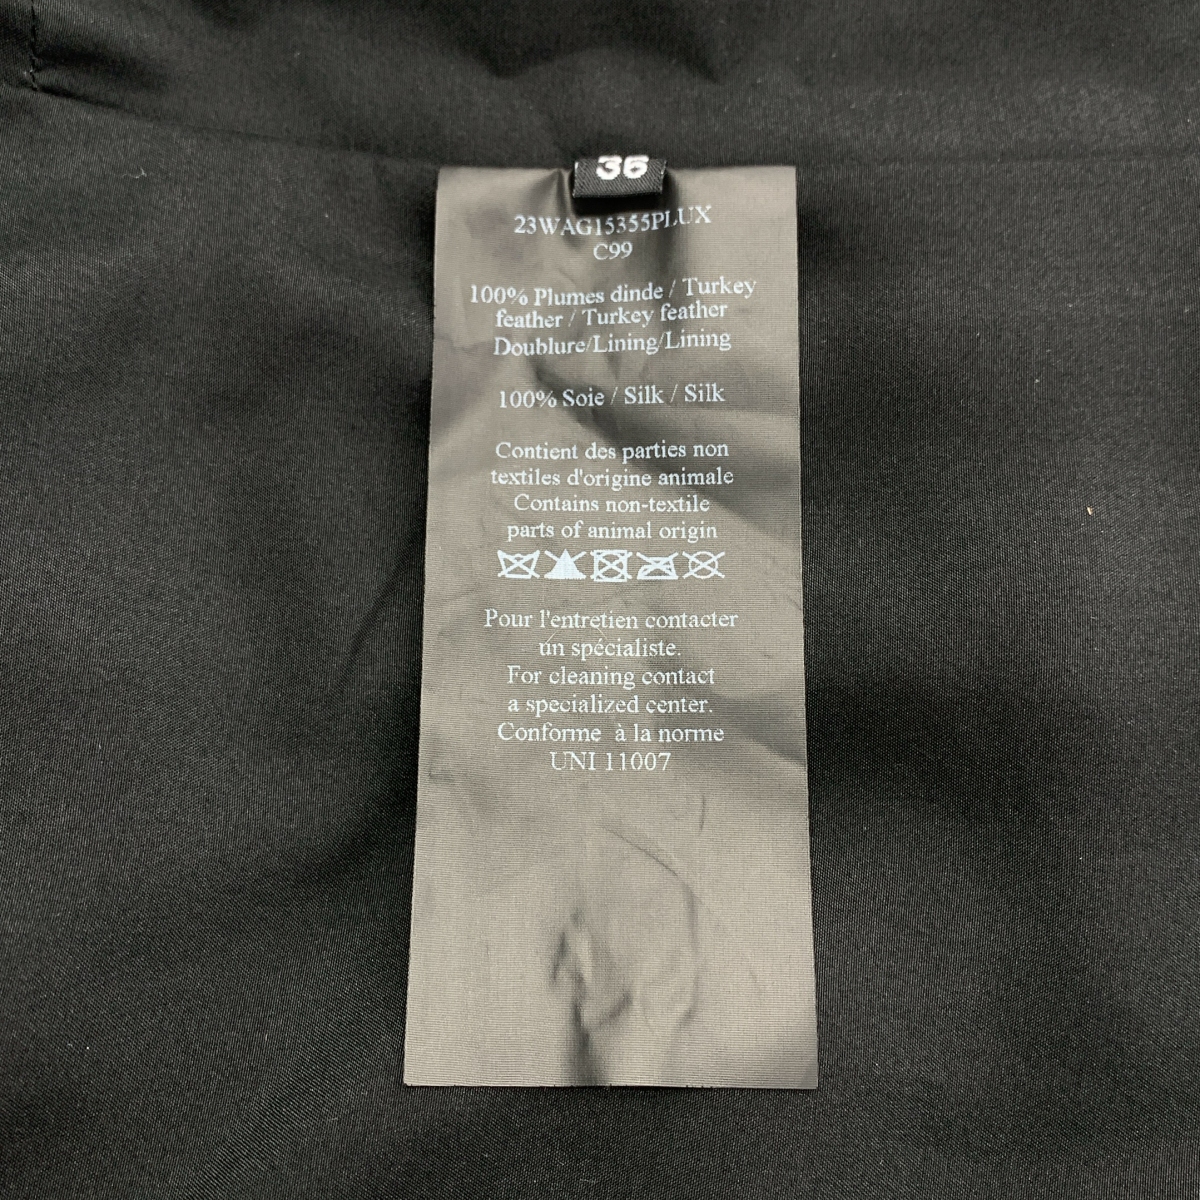 36
23WAG15355PLUX
C99
100% Plumes dinde / Turkey
feather / Turkey feather
Doublure/Lining/Lining
100% Soie / Silk / Silk
Contient des parties non
textiles d'origine animale
Contains non-textile
parts of animal origin
Pour l'entretien contacter
un spécialiste.
For cleaning contact
a specialized center.
Conforme à la norme
UNI 11007